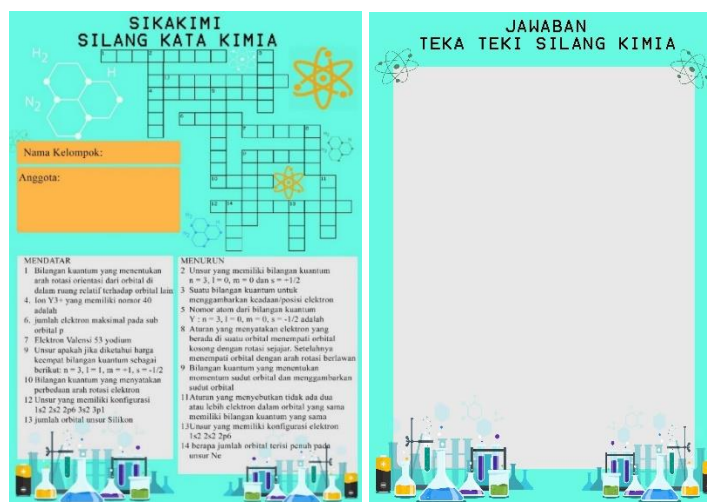 SIKAKIMI
SILANG KATA KIMIA
H2
H
N2
Nama Kelompok:
Anggota:
MENDATAR
1 Bilangan kuantum yang menentukan
arah rotasi orientasi dari orbital di
dalam ruang relatif terhadap orbital lain
4. Ion Y3+ yang memiliki nomor 40
adalah
6. jumlah elektron maksimal pada sub
orbital p
7 Elektron Valensi 53 yodium
9 Unsur apakah jika diketahui harga
keempat bilangan kuantum sebagai
berikut: n = 3, l = 1, m = +1, s = -1/2
10 Bilangan kuantum yang menyatakan
perbedaan arah rotasi elektron
12 Unsur yang memiliki konfigurasi
1s2 2s2 2p6 3s2 3p1
13 jumlah orbital unsur Silikon
MENURUN
2 Unsur yang memiliki bilangan kuantum
n = 3, l = 0, m = 0 dan s = +1/2
3 Suatu bilangan kuantum untuk
menggambarkan keadaan/posisi elektron
5 Nomor atom dari bilangan kuantum
Y : n = 3, l = 0, m = 0, s = -1/2 adalah
8 Aturan yang menyatakan elektron yang
berada di suatu orbital menempati orbital
kosong dengan rotasi sejajar. Setelahnya
menempati orbital dengan arah rotasi berlawan
9 Bilangan kuantum yang menentukan
momentum sudut orbital dan menggambarkan
sudut orbital
11Aturan yang menyebutkan tidak ada dua
atau lebih elektron dalam orbital yang sama
memiliki bilangan kuantum yang sama
13Unsur yang memiliki konfigurasi elektron
1s2 2s2 2p6
14 berapa jumlah orbital terisi penuh pada
unsur Ne
JAWABAN
TEKA TEKI SILANG KIMIA